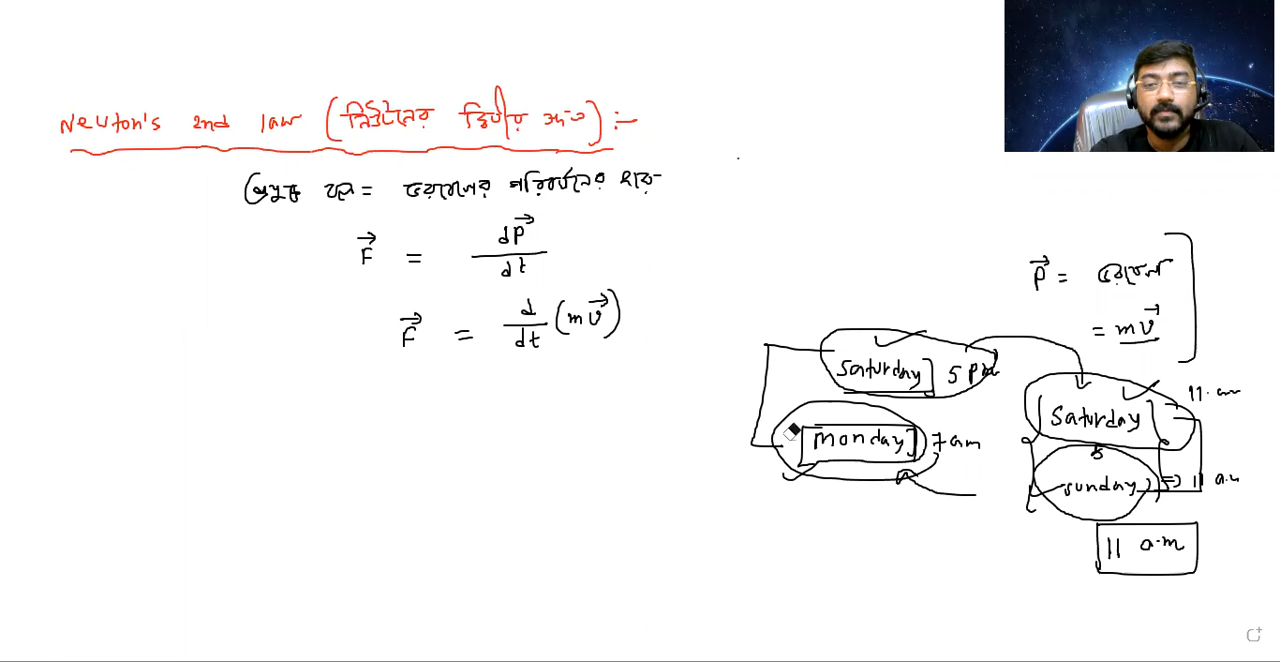 Newton's 2nd law (নিউটনের দ্বিতীয় সূত্র) :-
প্রযুক্ত বল = ভরবেগের পরিবর্তনের হার
F⃗ = dP⃗/dt
F⃗ = d/dt (mv⃗)
P⃗ = ভরবেগ
= mv⃗
Saturday] 5 pm
[monday] 7 am
[Saturday] 11. am
sunday ⇒ 11 a.m
11 a.m